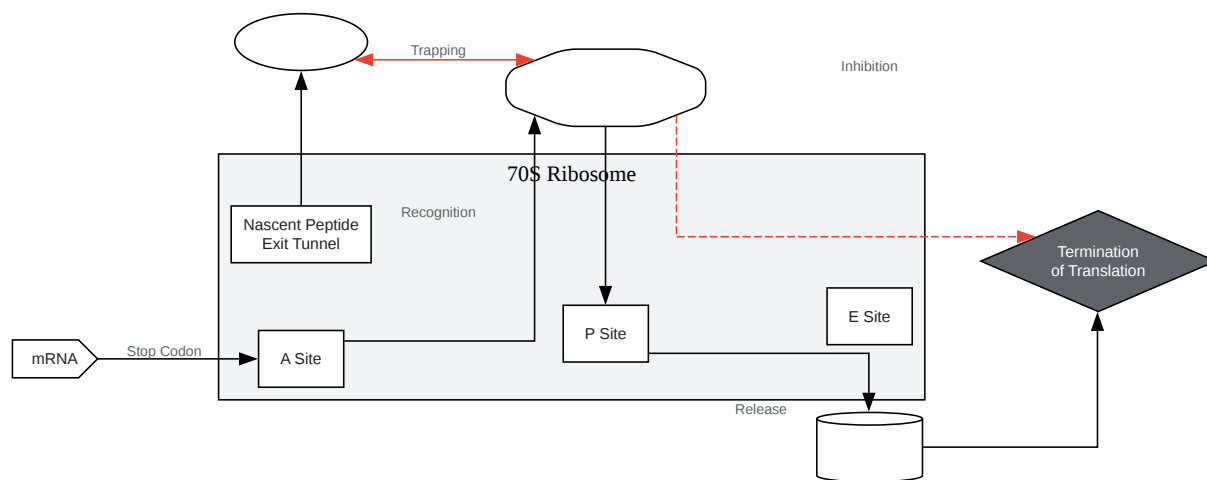 Trapping
Inhibition
70S Ribosome
Recognition
Nascent Peptide
Exit Tunnel
Termination
of Translation
E Site
P Site
mRNA
Stop Codon
A Site
Release